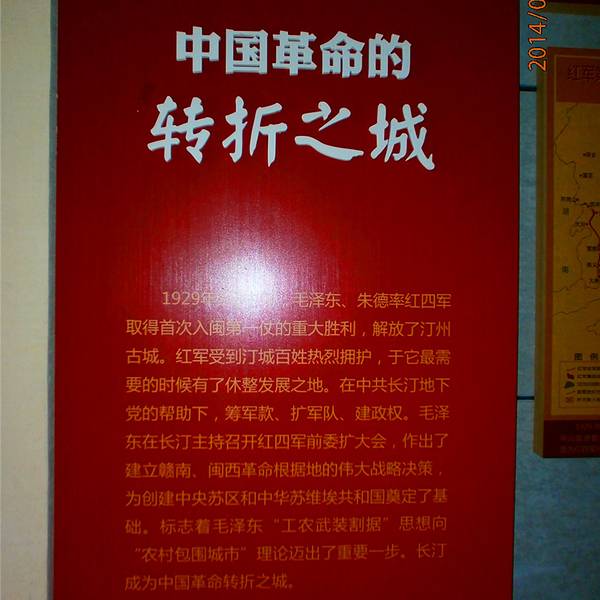 中国革命的
转折之城
2014/0
红军
1929年 毛泽东、朱德率红四军
取得首次入闽第一仗的重大胜利，解放了汀州
古城。红军受到汀城百姓热烈拥护，于它最需
要的时候有了休整发展之地。在中共长汀地下
党的帮助下，筹军款、扩军队、建政权。毛泽
东在长汀主持召开红四军前委扩大会，作出了
建立赣南、闽西革命根据地的伟大战略决策，
为创建中央苏区和中华苏维埃共和国奠定了基
础。标志着毛泽东“工农武装割据”思想向
“农村包围城市”理论迈出了重要一步。长汀
成为中国革命转折之城。
图 例